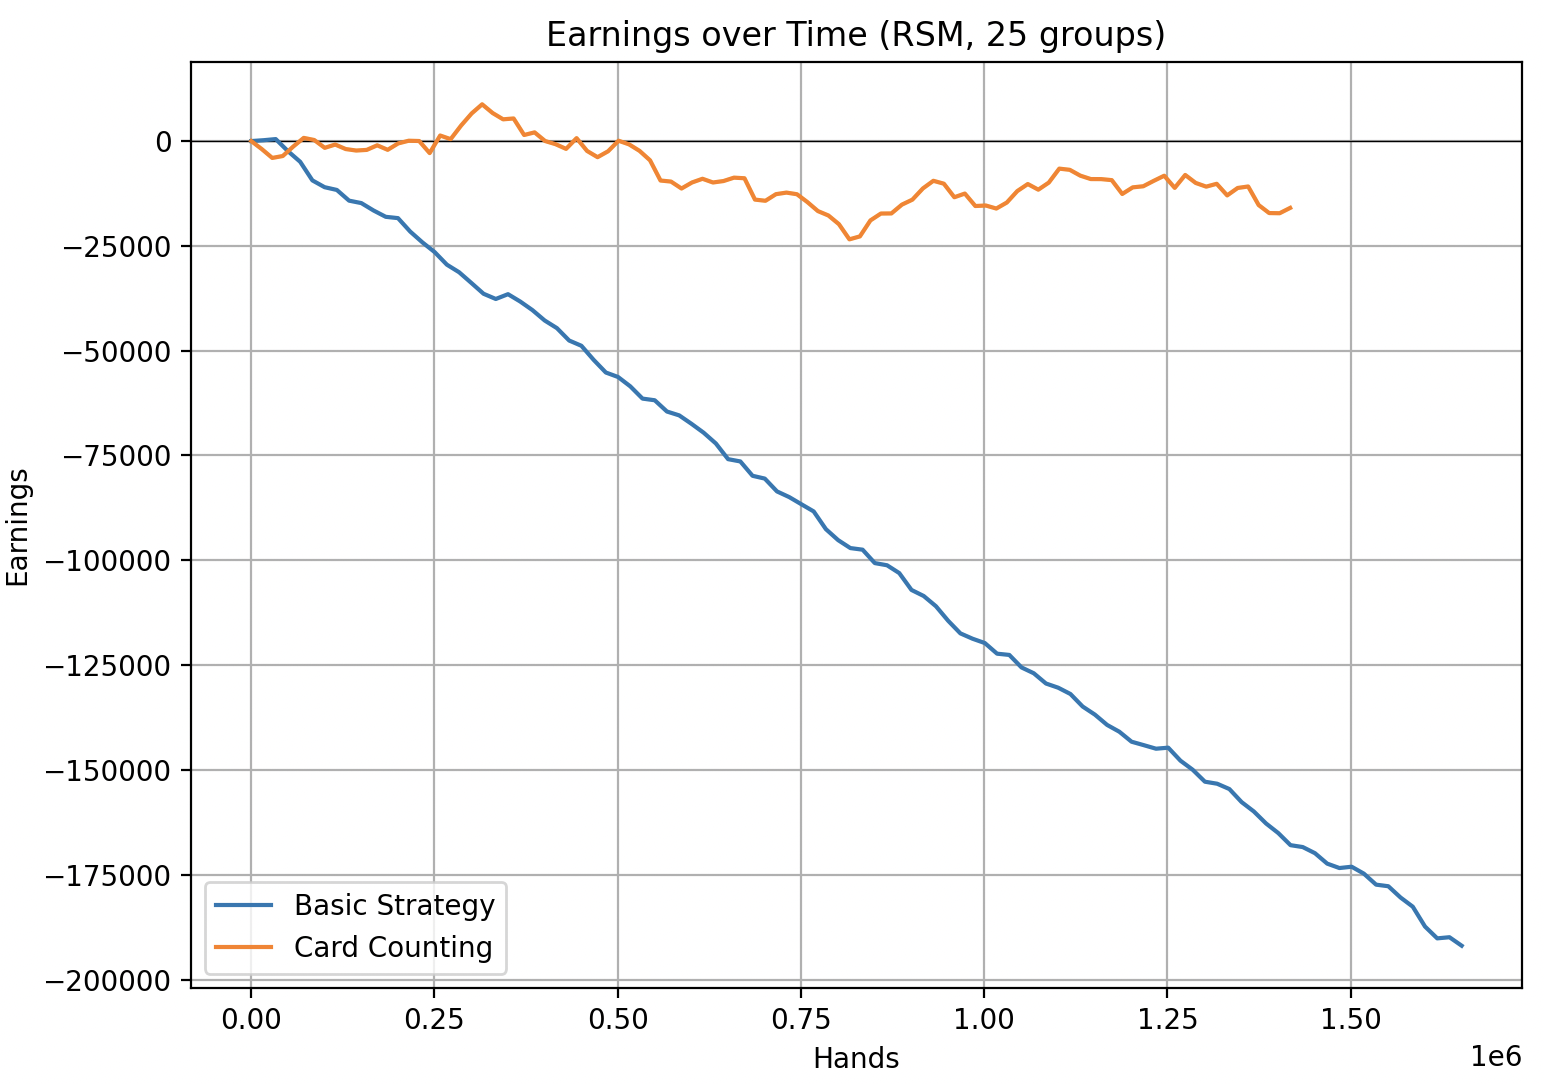 Earnings over Time (RSM, 25 groups)
Earnings
0
−25000
−50000
−75000
−100000
−125000
−150000
−175000
−200000
Basic Strategy
Card Counting
0.00 0.25 0.50 0.75 1.00 1.25 1.50
Hands
1e6